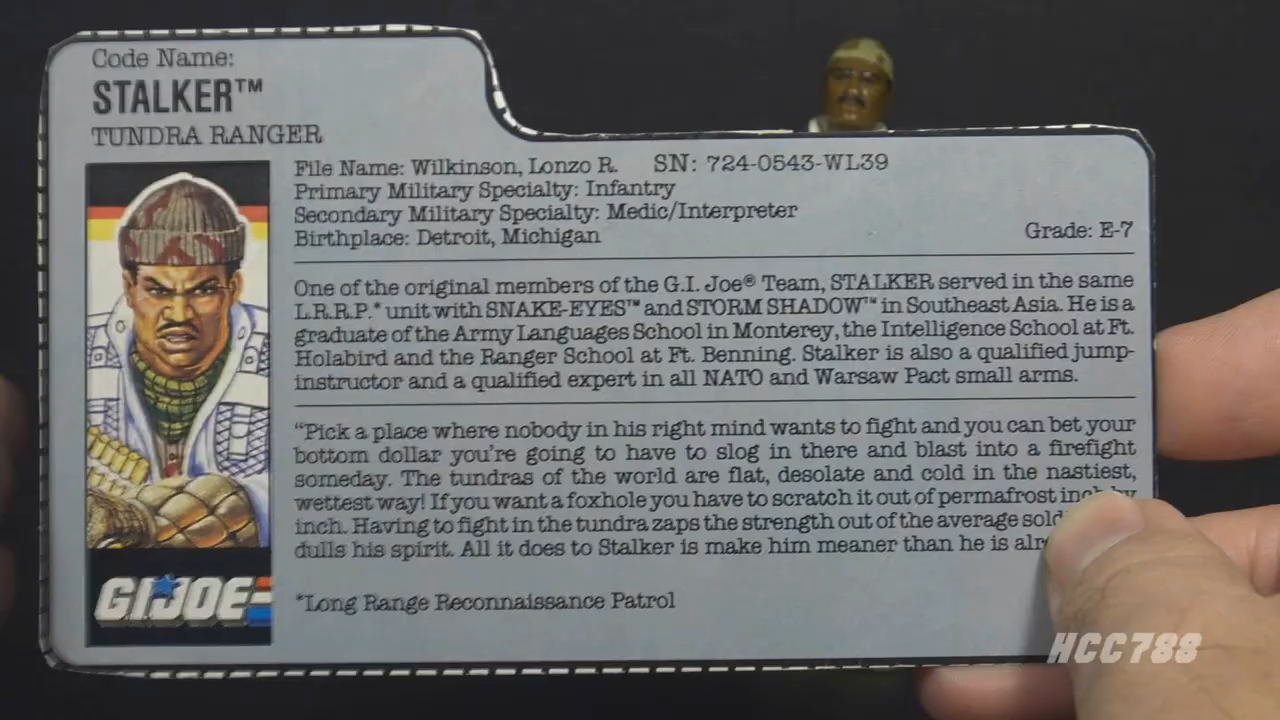 Code Name:
STALKER™
TUNDRA RANGER
File Name: Wilkinson, Lonzo R. SN: 724-0543-WL39
Primary Military Specialty: Infantry
Secondary Military Specialty: Medic/Interpreter
Birthplace: Detroit, Michigan
Grade: E-7
One of the original members of the G.I. Joe® Team, STALKER served in the same
L.R.R.P.* unit with SNAKE-EYES™ and STORM SHADOW™ in Southeast Asia. He is a
graduate of the Army Languages School in Monterey, the Intelligence School at Ft.
Holabird and the Ranger School at Ft. Benning. Stalker is also a qualified jump-
instructor and a qualified expert in all NATO and Warsaw Pact small arms.
"Pick a place where nobody in his right mind wants to fight and you can bet your
bottom dollar you're going to have to slog in there and blast into a firefight
someday. The tundras of the world are flat, desolate and cold in the nastiest,
wettest way! If you want a foxhole you have to scratch it out of permafrost inch by
inch. Having to fight in the tundra zaps the strength out of the average
dulls his spirit. All it does to Stalker is make him meaner than he is
*Long Range Reconnaissance Patrol
GI JOE
HCC788